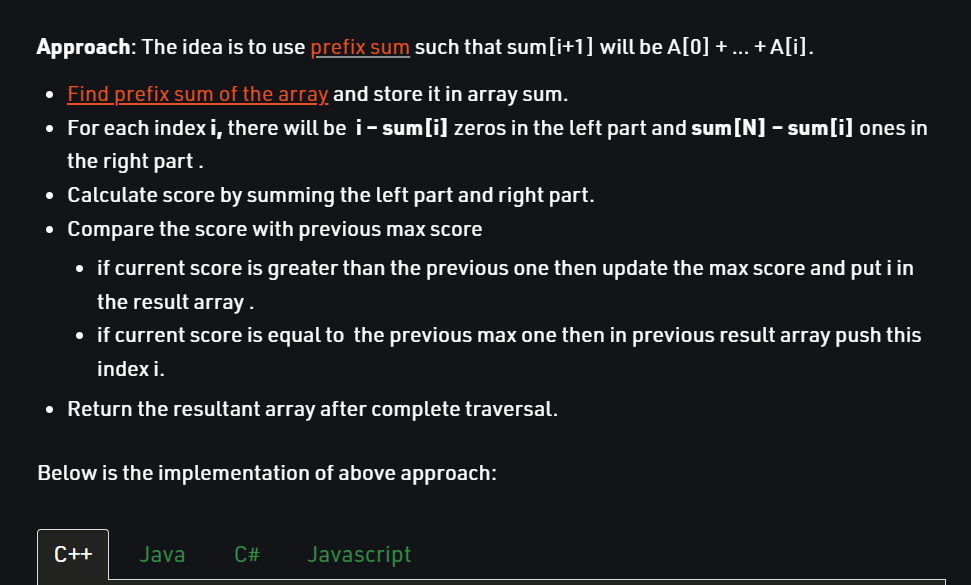 Approach: The idea is to use prefix sum such that sum[i+1] will be A[0] + ... + A[i].
• Find prefix sum of the array and store it in array sum.
• For each index i, there will be i – sum[i] zeros in the left part and sum[N] – sum[i] ones in
the right part .
• Calculate score by summing the left part and right part.
• Compare the score with previous max score
• if current score is greater than the previous one then update the max score and put i in
the result array .
• if current score is equal to the previous max one then in previous result array push this
index i.
• Return the resultant array after complete traversal.
Below is the implementation of above approach:
C++ Java C# Javascript